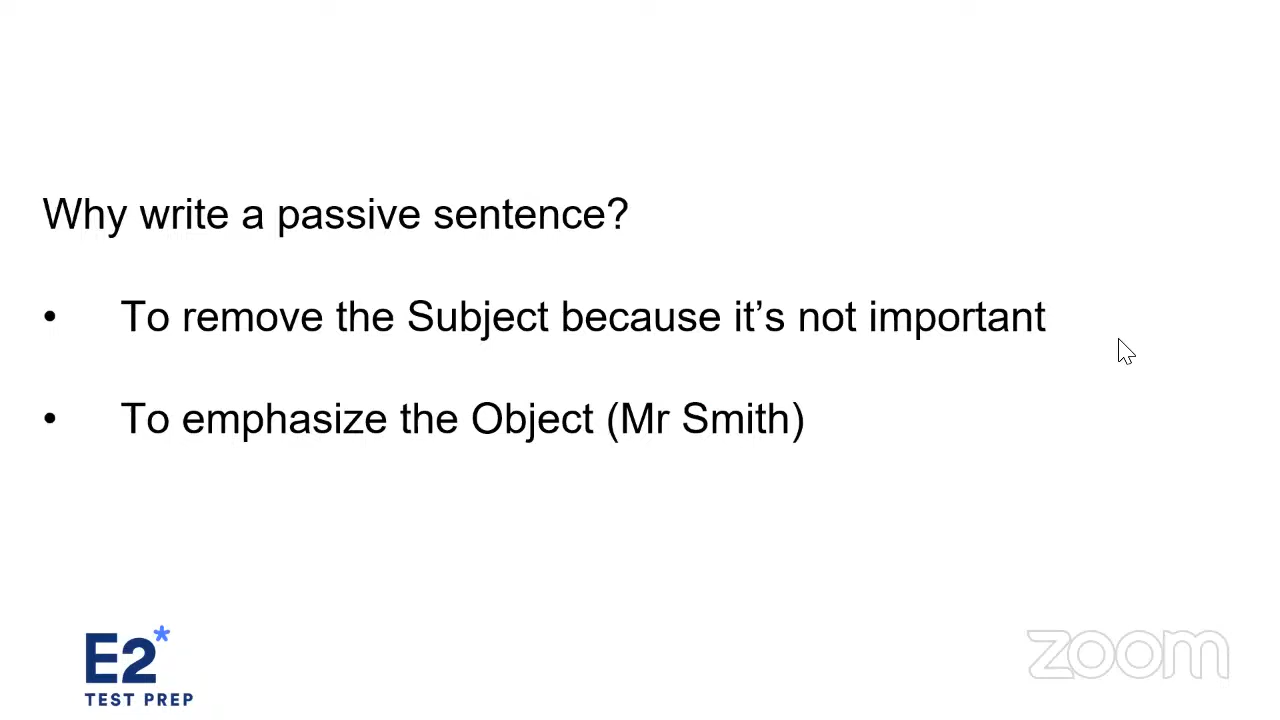 Why write a passive sentence?
• To remove the Subject because it’s not important
• To emphasize the Object (Mr Smith)
E2*
TEST PREP
zoom